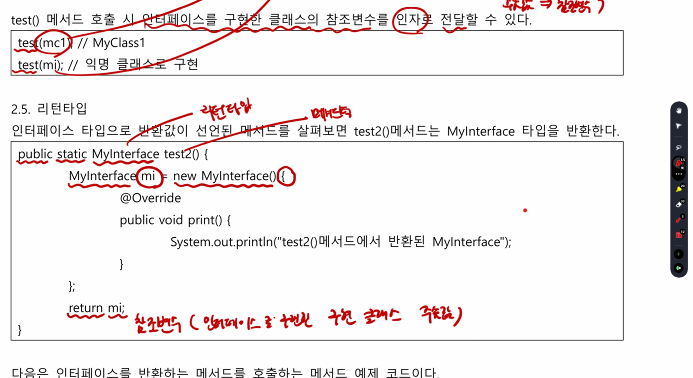 test() 메서드 호출 시 인터페이스를 구현한 클래스의 참조변수를 인자로 전달할 수 있다.
test(mc1); // MyClass1
test(mi); // 익명 클래스로 구현
2.5. 리턴타입
리턴타입 메서드
인터페이스 타입으로 반환값이 선언된 메서드를 살펴보면 test2()메서드는 MyInterface 타입을 반환한다.
public static MyInterface test2() {
MyInterface mi = new MyInterface() {
@Override
public void print() {
System.out.println("test2()메서드에서 반환된 MyInterface");
}
};
return mi;
참조변수 ( 인터페이스로 구현한 구현 클래스 주솟값 )
}
다음은 인터페이스를 반환하는 메서드를 호출하는 메서드 예제 코드이다.